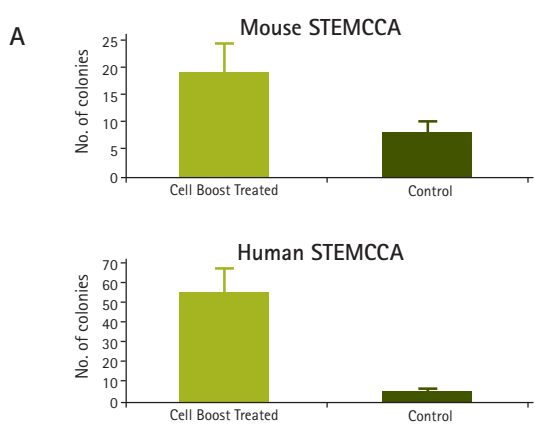 A
Mouse STEMCCA
No. of colonies
25
20
15
10
5
0
Cell Boost Treated
Control
Human STEMCCA
No. of colonies
70
60
50
40
30
20
10
0
Cell Boost Treated
Control